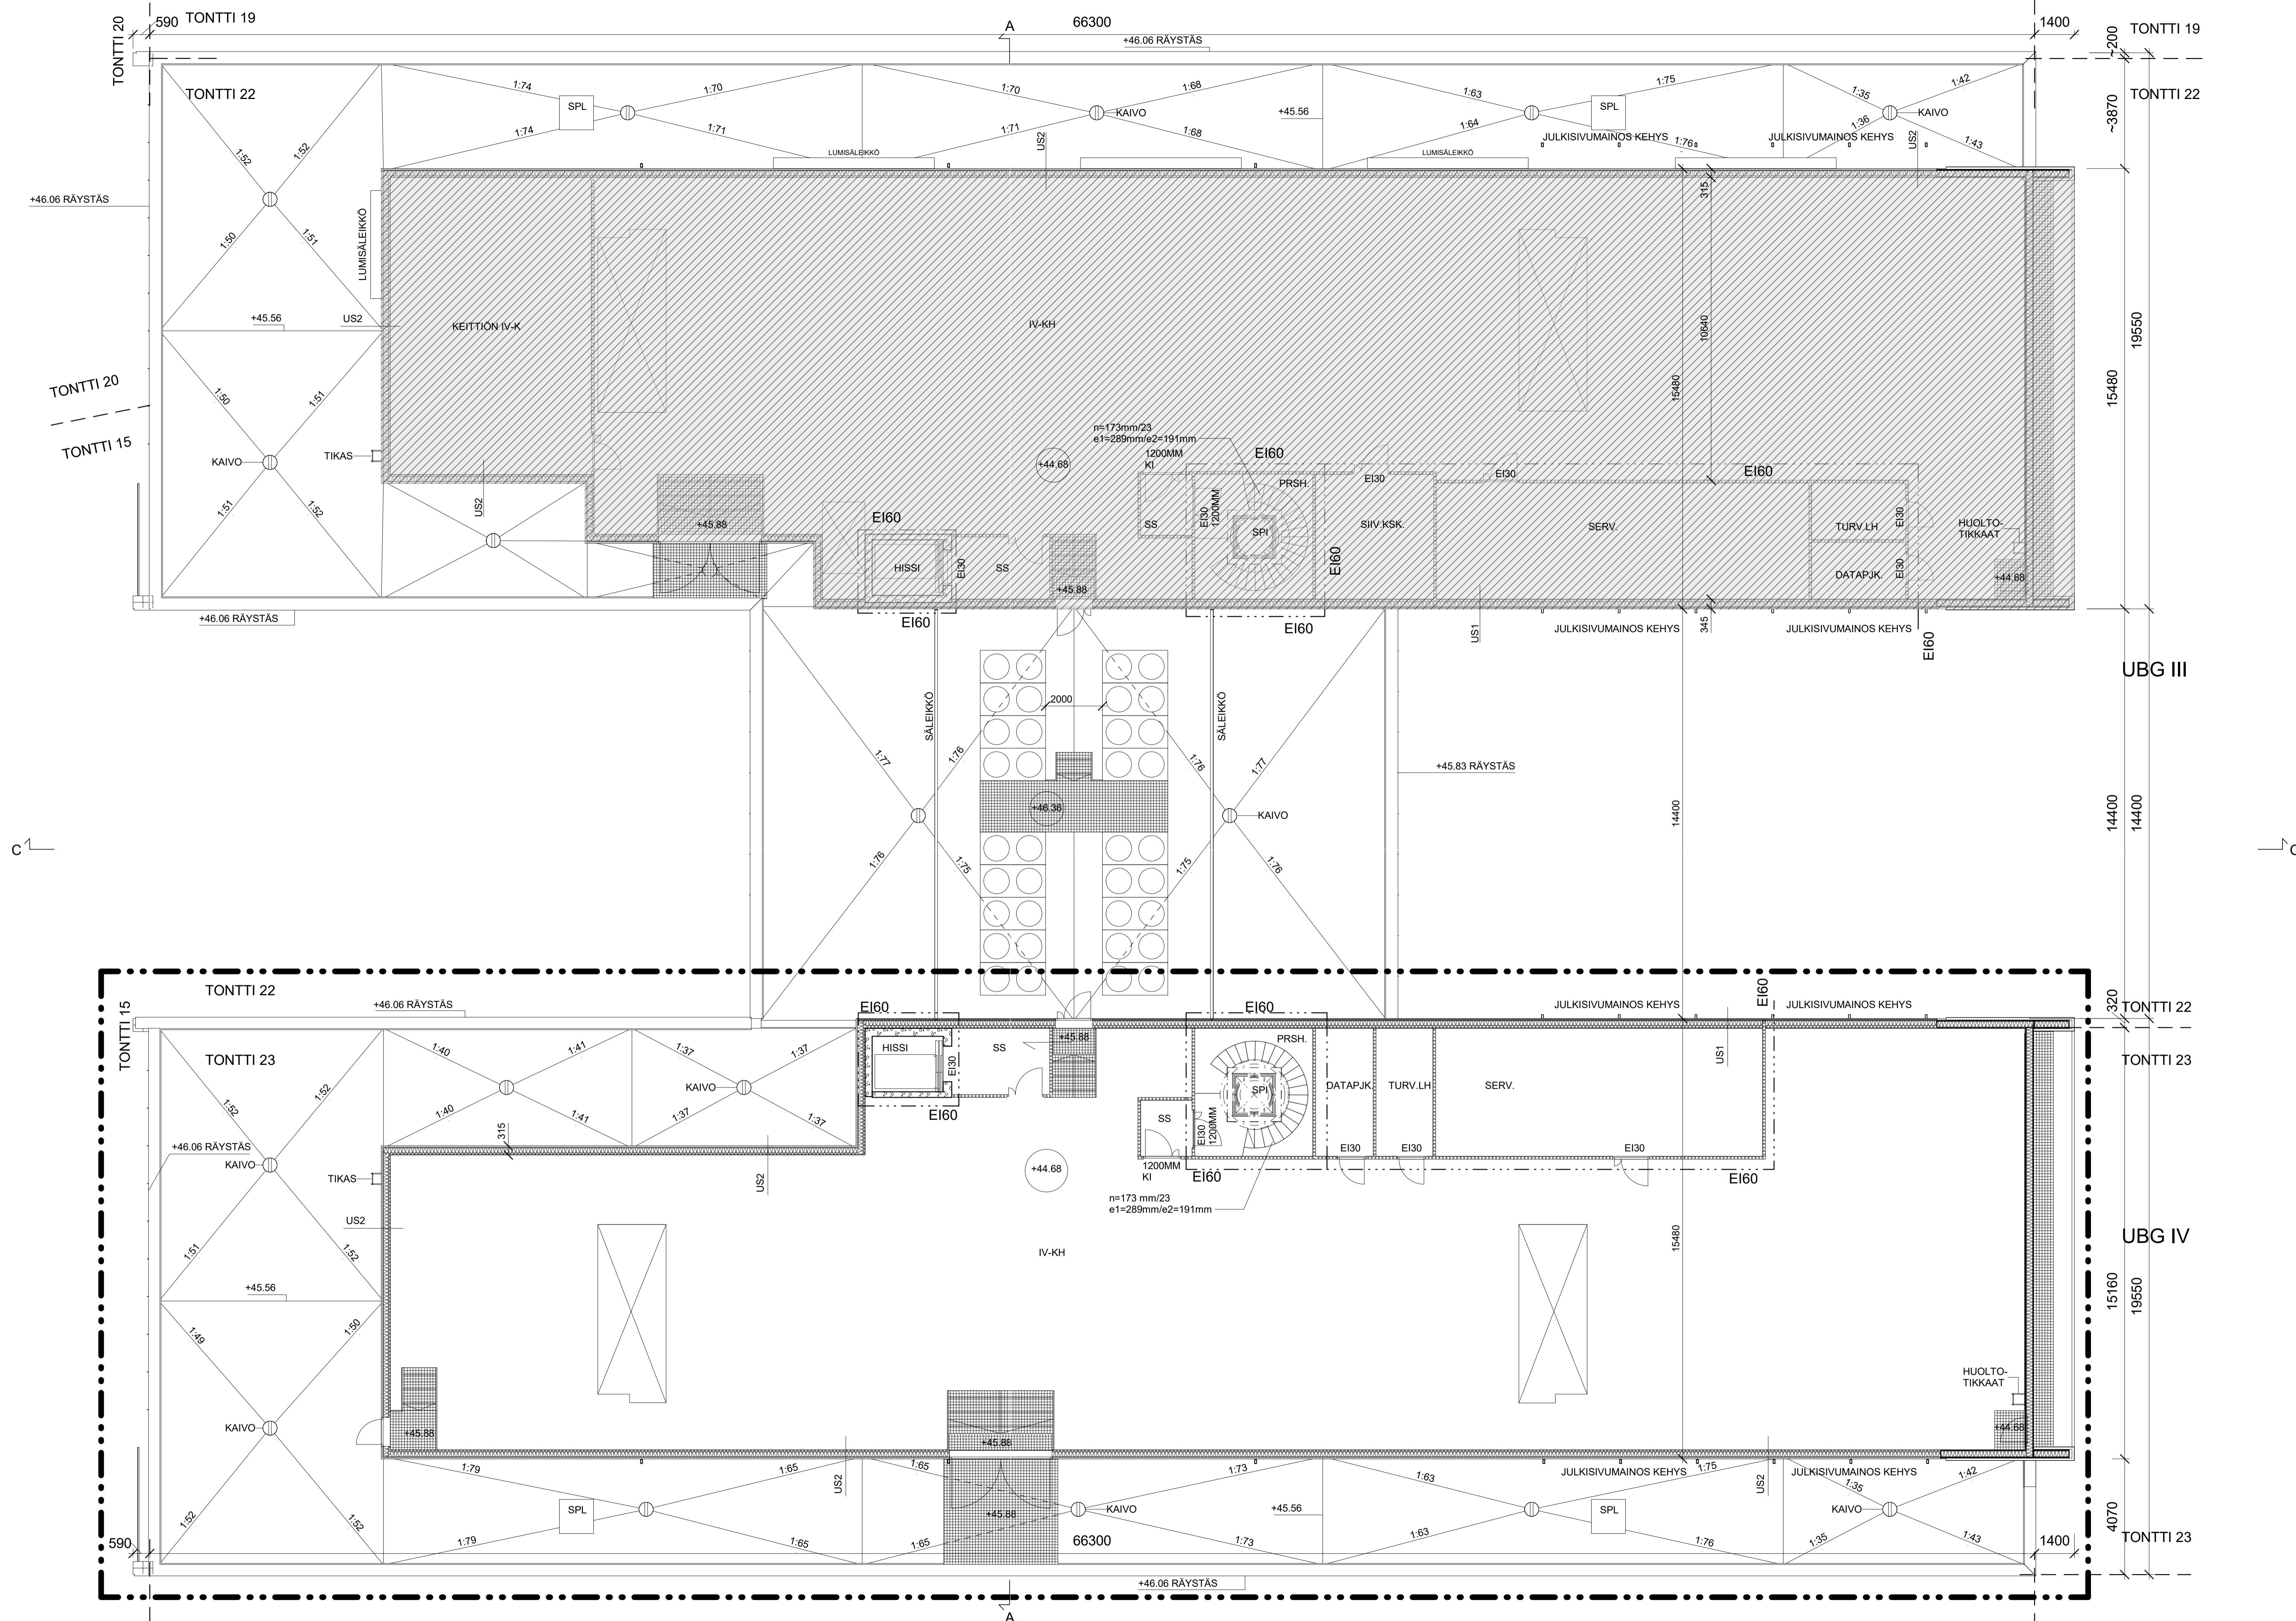 TONTTI 20
590
TONTTI 19
A
66300
1400
~200
TONTTI 19
+46.06 RÄYSTÄS
TONTTI 22
TONTTI 22
~3870
1:74
1:70
1:70
1:68
1:63
1:75
1:35
1:42
SPL
SPL
KAIVO
KAIVO
+45.56
1:74
1:71
1:71
1:68
1:64
1:76
1:36
1:43
US2
JULKISIVUMAINOS KEHYS
JULKISIVUMAINOS KEHYS
US2
LUMISÄLEIKKÖ
LUMISÄLEIKKÖ
1:52
1:52
315
+46.06 RÄYSTÄS
LUMISÄLEIKKÖ
1:50
1:51
+45.56
US2
KEITTIÖN IV-K
IV-KH
10640
15480
15480
19550
TONTTI 20
TONTTI 15
1:50
1:51
KAIVO
TIKAS
1:51
1:52
US2
n=173mm/23
e1=289mm/e2=191mm
1200MM
KI
+44.68
EI60
PRSH.
EI30
EI30
EI60
+45.88
EI60
SS
EI30
1200MM
SPI
SIIV.KSK.
SERV.
TURV.LH
EI30
HUOLTO-
TIKKAAT
HISSI
EI30
SS
+45.88
EI60
DATAPJK.
EI30
+44.68
+46.06 RÄYSTÄS
EI60
EI60
US1
JULKISIVUMAINOS KEHYS
345
JULKISIVUMAINOS KEHYS
EI60
UBG III
SÄLEIKKÖ
2000
SÄLEIKKÖ
1:77
1:76
1:76
1:77
+45.83 RÄYSTÄS
+46.36
KAIVO
14400
14400
14400
C
C
1:76
1:75
1:75
1:76
TONTTI 22
TONTTI 15
+46.06 RÄYSTÄS
EI60
EI60
JULKISIVUMAINOS KEHYS
EI60
JULKISIVUMAINOS KEHYS
320
TONTTI 22
TONTTI 23
1:40
1:41
1:37
1:37
HISSI
EI30
SS
+45.88
PRSH.
US1
TONTTI 23
KAIVO
SPI
DATAPJK.
TURV.LH
SERV.
1:52
1:52
1:40
1:41
1:37
1:37
EI60
SS
EI30
1200MM
315
+46.06 RÄYSTÄS
KAIVO
TIKAS
US2
+44.68
1200MM
KI
EI60
EI30
EI30
EI30
EI60
n=173 mm/23
e1=289mm/e2=191mm
US2
1:51
1:52
IV-KH
15480
UBG IV
+45.56
15160
19550
1:49
1:50
HUOLTO-
TIKKAAT
KAIVO
+45.88
+45.88
+44.68
1:79
1:65
1:65
1:73
1:63
1:75
1:35
1:42
US2
JULKISIVUMAINOS KEHYS
US2
JULKISIVUMAINOS KEHYS
SPL
+45.88
KAIVO
+45.56
SPL
KAIVO
1:52
1:52
1:79
1:65
1:65
1:73
1:63
1:76
1:35
1:43
4070
590
66300
1400
TONTTI 23
+46.06 RÄYSTÄS
A